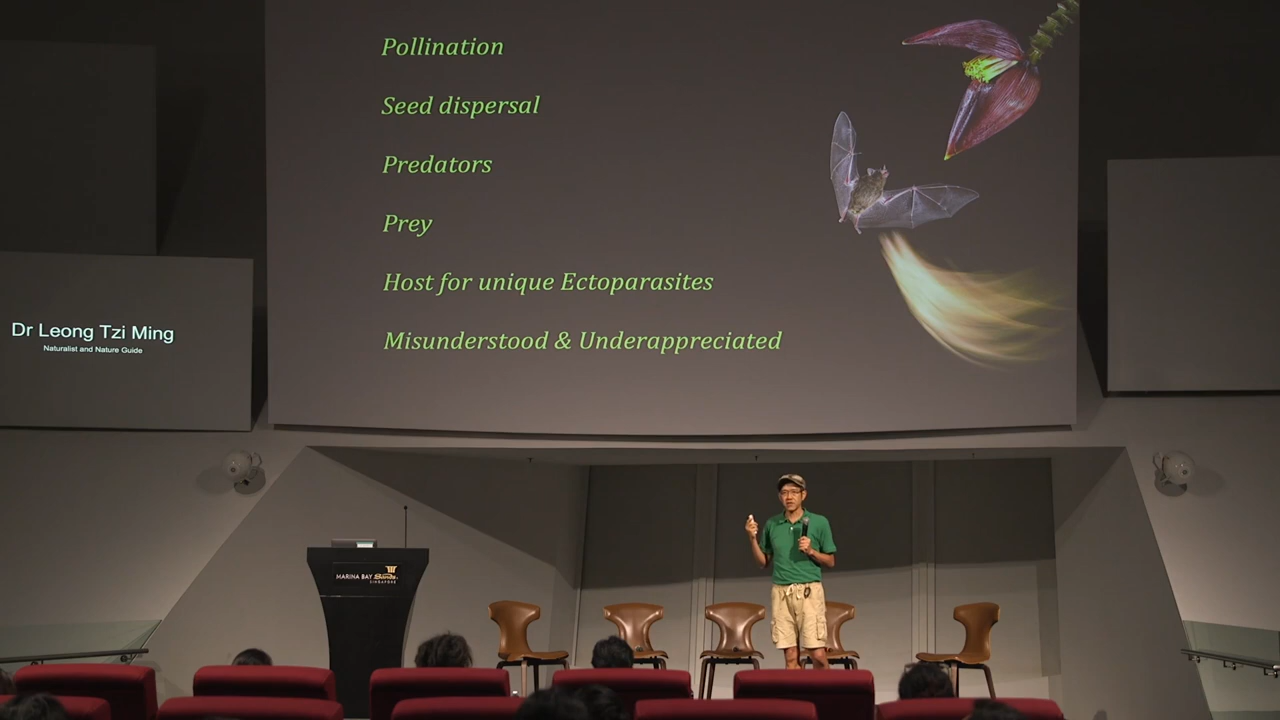 Pollination
Seed dispersal
Predators
Prey
Host for unique Ectoparasites
Misunderstood & Underappreciated
Dr Leong Tzi Ming
Naturalist and Nature Guide
MARINA BAY Sands.
SINGAPORE